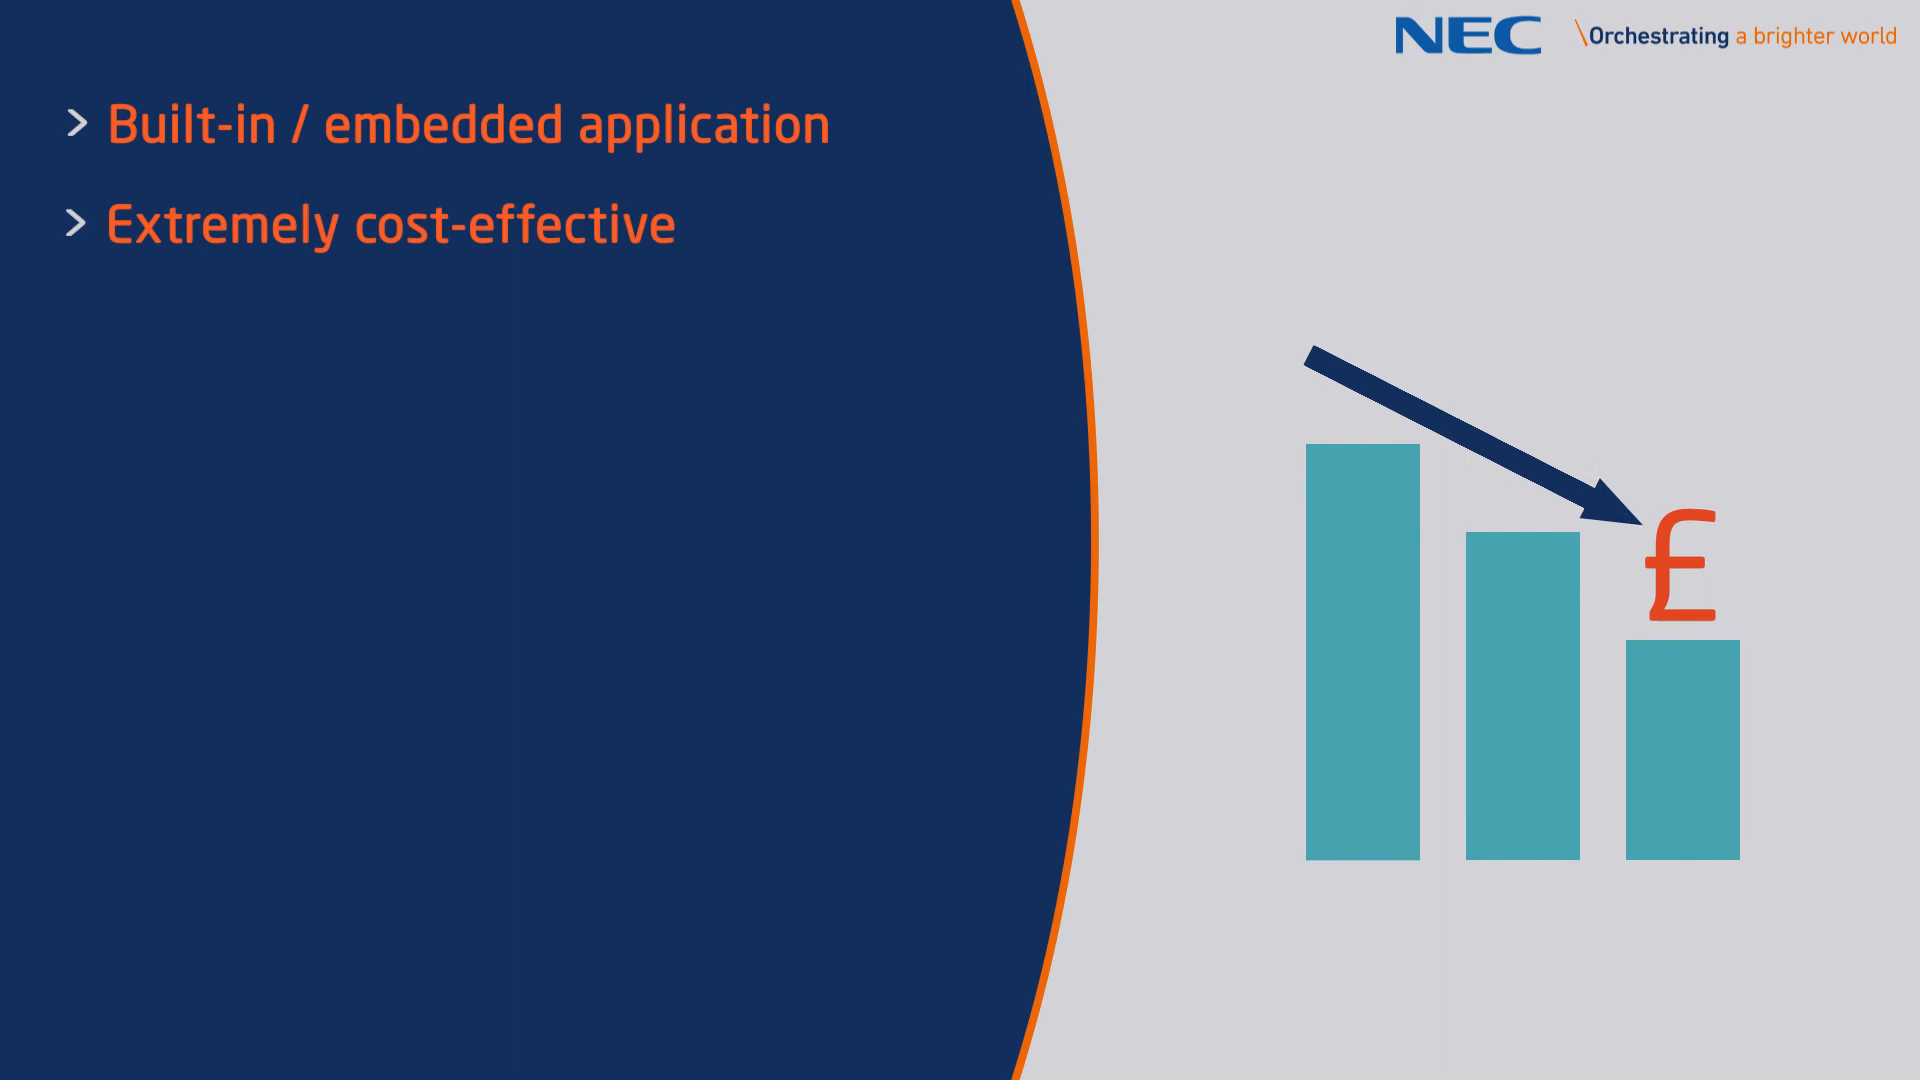 NEC \Orchestrating a brighter world
> Built-in / embedded application
> Extremely cost-effective
£